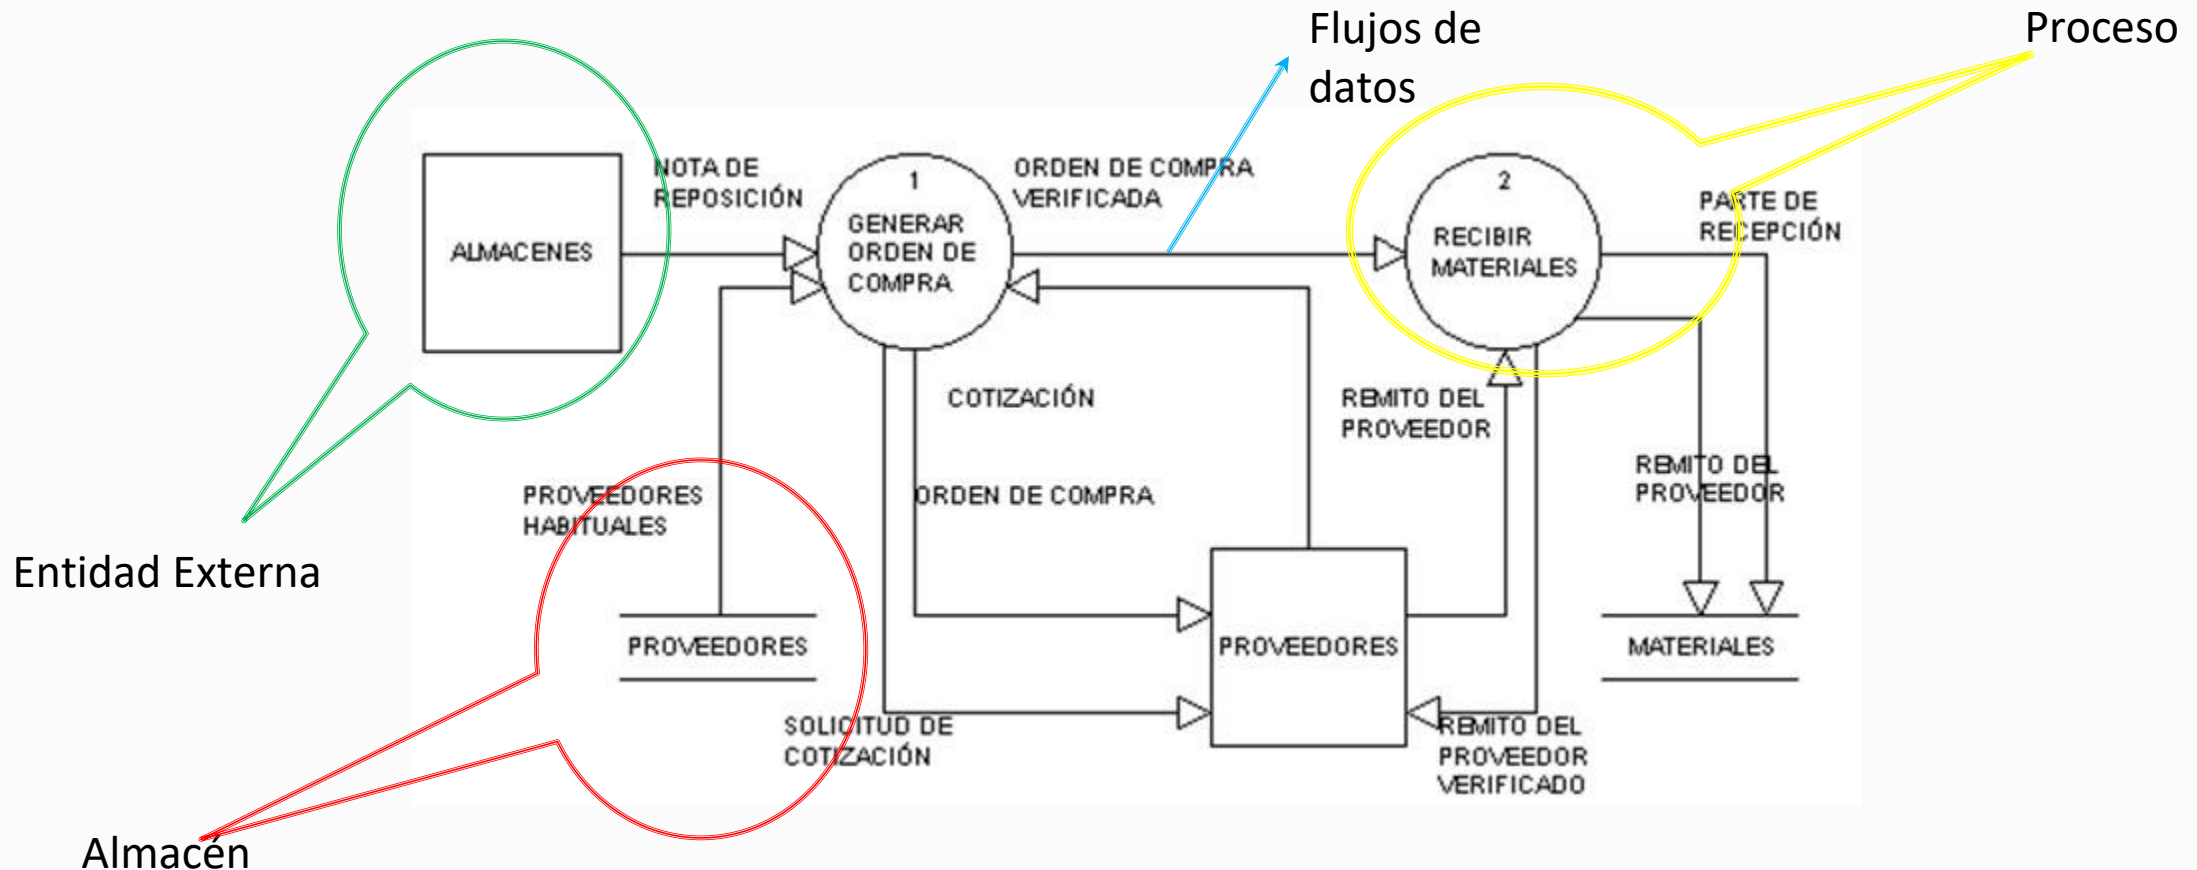 Flujos de
datos
Proceso
NOTA DE
REPOSICIÓN
1
GENERAR
ORDEN DE
COMPRA
ORDEN DE COMPRA
VERIFICADA
2
RECIBIR
MATERIALES
PARTE DE
RECEPCIÓN
ALMACENES
COTIZACIÓN
REMITO DEL
PROVEEDOR
PROVEEDORES
HABITUALES
ORDEN DE COMPRA
REMITO DEL
PROVEEDOR
Entidad Externa
PROVEEDORES
PROVEEDORES
MATERIALES
SOLICITUD DE
COTIZACIÓN
REMITO DEL
PROVEEDOR
VERIFICADO
Almacén